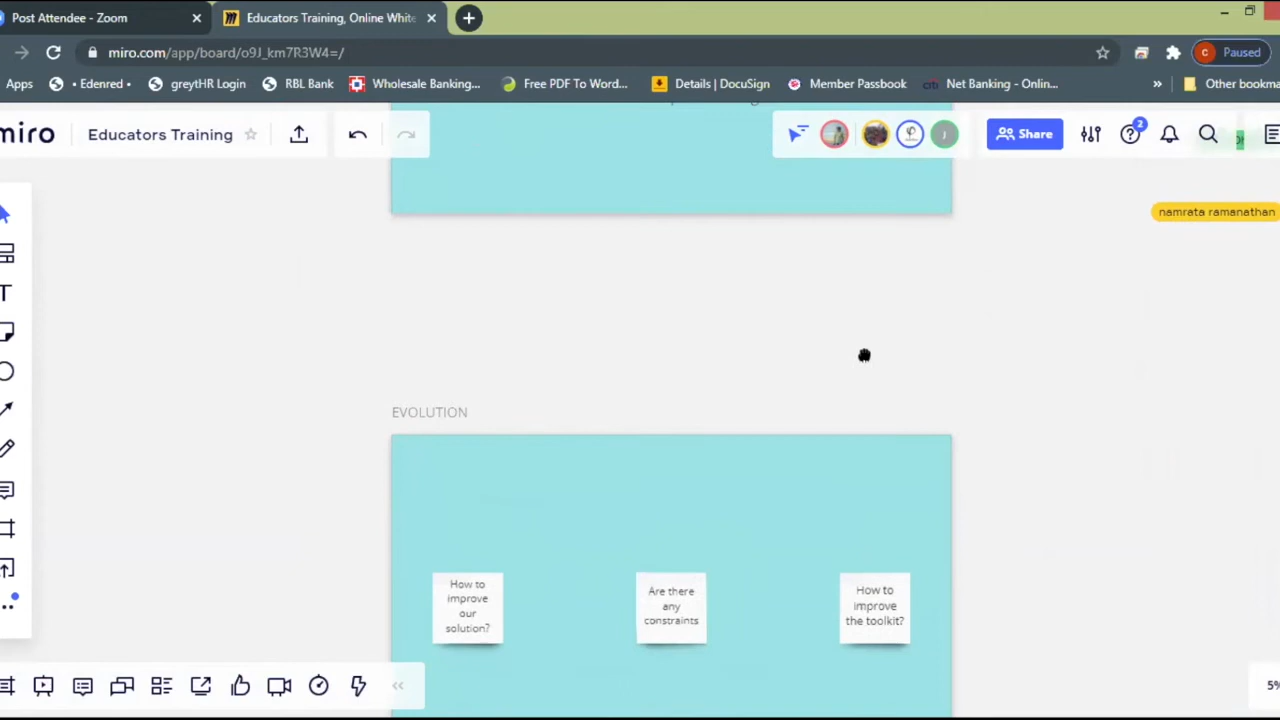 Post Attendee - Zoom
Educators Training, Online White
miro.com/app/board/o9J_km7R3W4=/
C Paused
Apps
• Edenred •
greytHR Login
RBL Bank
Wholesale Banking...
Free PDF To Word...
Details | DocuSign
Member Passbook
citi Net Banking - Onlin...
»
Other bookma
miro
Educators Training
J
Share
2
namrata ramanathan
T
EVOLUTION
How to
improve
our
solution?
Are there
any
constraints
How to
improve
the toolkit?
5%